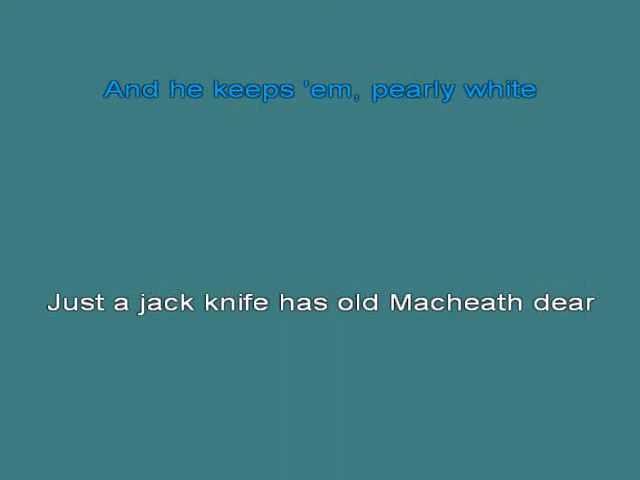 And he keeps 'em, pearly white
Just a jack knife has old Macheath dear